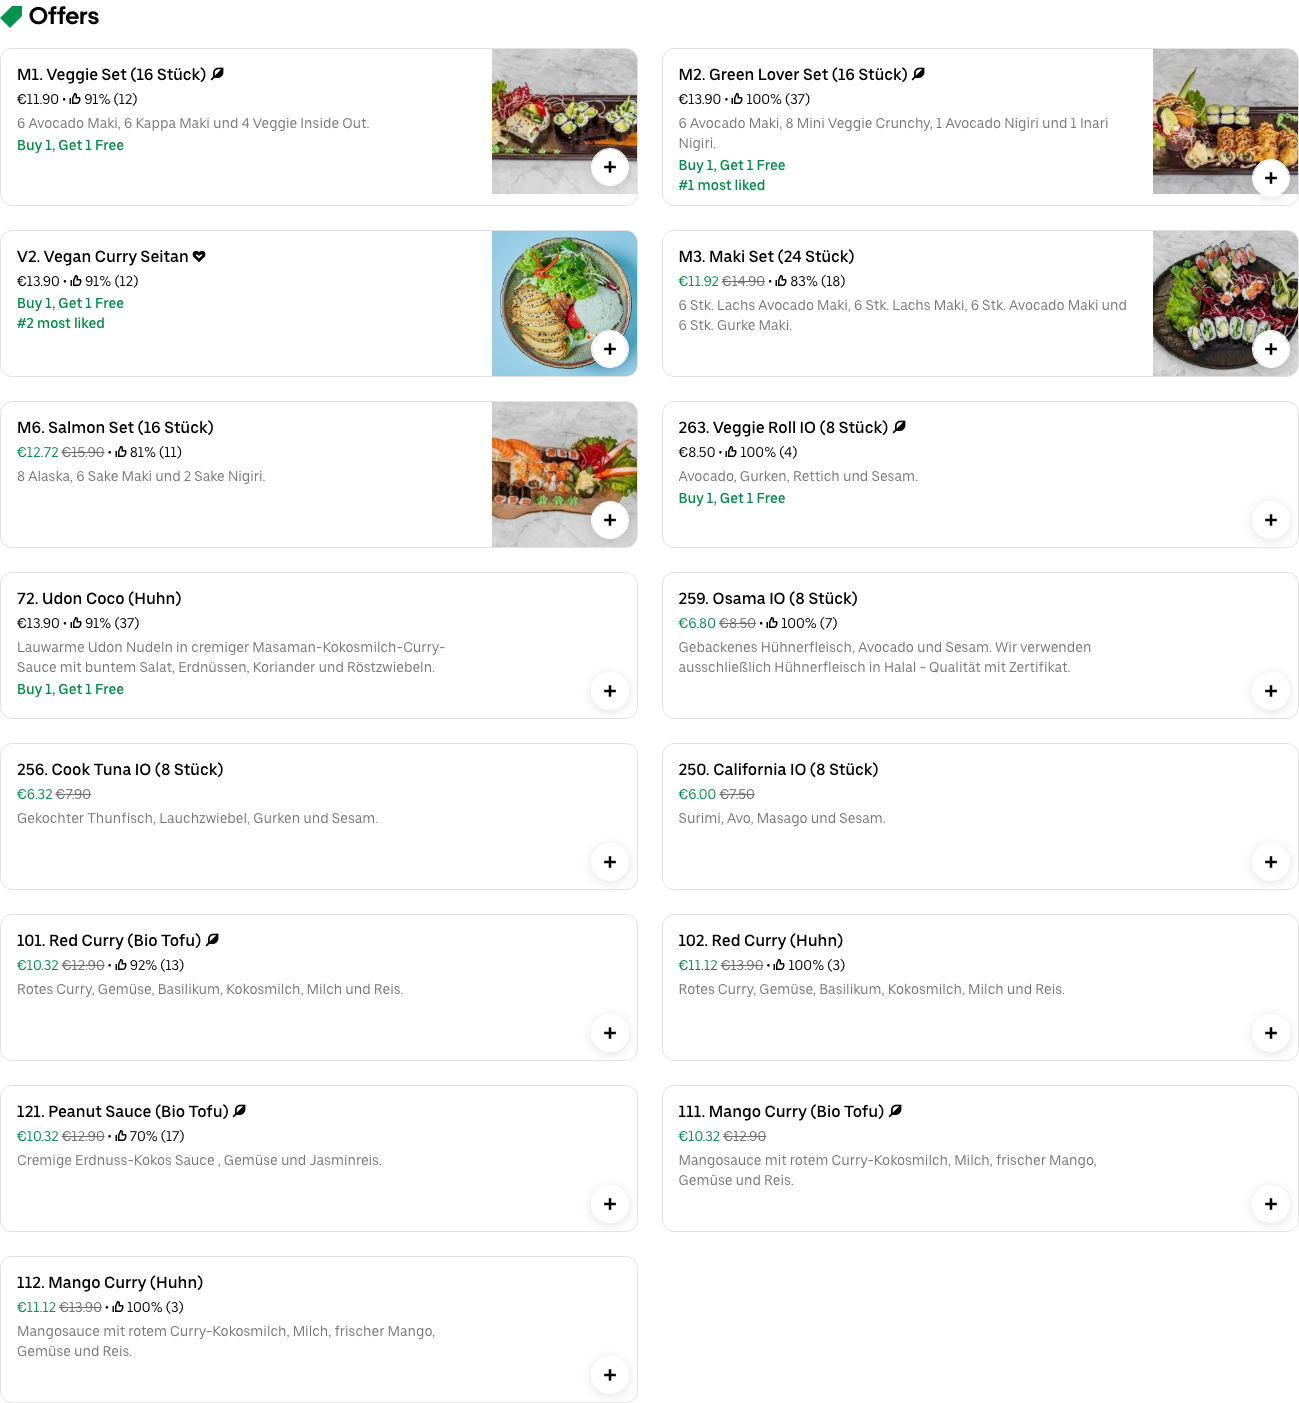 Offers
M1. Veggie Set (16 Stück)
€11.90 • 91% (12)
6 Avocado Maki, 6 Kappa Maki und 4 Veggie Inside Out.
Buy 1, Get 1 Free
M2. Green Lover Set (16 Stück)
€13.90 • 100% (37)
6 Avocado Maki, 8 Mini Veggie Crunchy, 1 Avocado Nigiri und 1 Inari
Nigiri.
Buy 1, Get 1 Free
#1 most liked
V2. Vegan Curry Seitan
€13.90 • 91% (12)
Buy 1, Get 1 Free
#2 most liked
M3. Maki Set (24 Stück)
€11.92 €14.90 • 83% (18)
6 Stk. Lachs Avocado Maki, 6 Stk. Lachs Maki, 6 Stk. Avocado Maki und
6 Stk. Gurke Maki.
M6. Salmon Set (16 Stück)
€12.72 €15.90 • 81% (11)
8 Alaska, 6 Sake Maki und 2 Sake Nigiri.
263. Veggie Roll IO (8 Stück)
€8.50 • 100% (4)
Avocado, Gurken, Rettich und Sesam.
Buy 1, Get 1 Free
72. Udon Coco (Huhn)
€13.90 • 91% (37)
Lauwarme Udon Nudeln in cremiger Masaman-Kokosmilch-Curry-
Sauce mit buntem Salat, Erdnüssen, Koriander und Röstzwiebeln.
Buy 1, Get 1 Free
259. Osama IO (8 Stück)
€6.80 €8.50 • 100% (7)
Gebackenes Hühnerfleisch, Avocado und Sesam. Wir verwenden
ausschließlich Hühnerfleisch in Halal - Qualität mit Zertifikat.
256. Cook Tuna IO (8 Stück)
€6.32 €7.90
Gekochter Thunfisch, Lauchzwiebel, Gurken und Sesam.
250. California IO (8 Stück)
€6.00 €7.50
Surimi, Avo, Masago und Sesam.
101. Red Curry (Bio Tofu)
€10.32 €12.90 • 92% (13)
Rotes Curry, Gemüse, Basilikum, Kokosmilch, Milch und Reis.
102. Red Curry (Huhn)
€11.12 €13.90 • 100% (3)
Rotes Curry, Gemüse, Basilikum, Kokosmilch, Milch und Reis.
121. Peanut Sauce (Bio Tofu)
€10.32 €12.90 • 70% (17)
Cremige Erdnuss-Kokos Sauce , Gemüse und Jasminreis.
111. Mango Curry (Bio Tofu)
€10.32 €12.90
Mangosauce mit rotem Curry-Kokosmilch, Milch, frischer Mango,
Gemüse und Reis.
112. Mango Curry (Huhn)
€11.12 €13.90 • 100% (3)
Mangosauce mit rotem Curry-Kokosmilch, Milch, frischer Mango,
Gemüse und Reis.